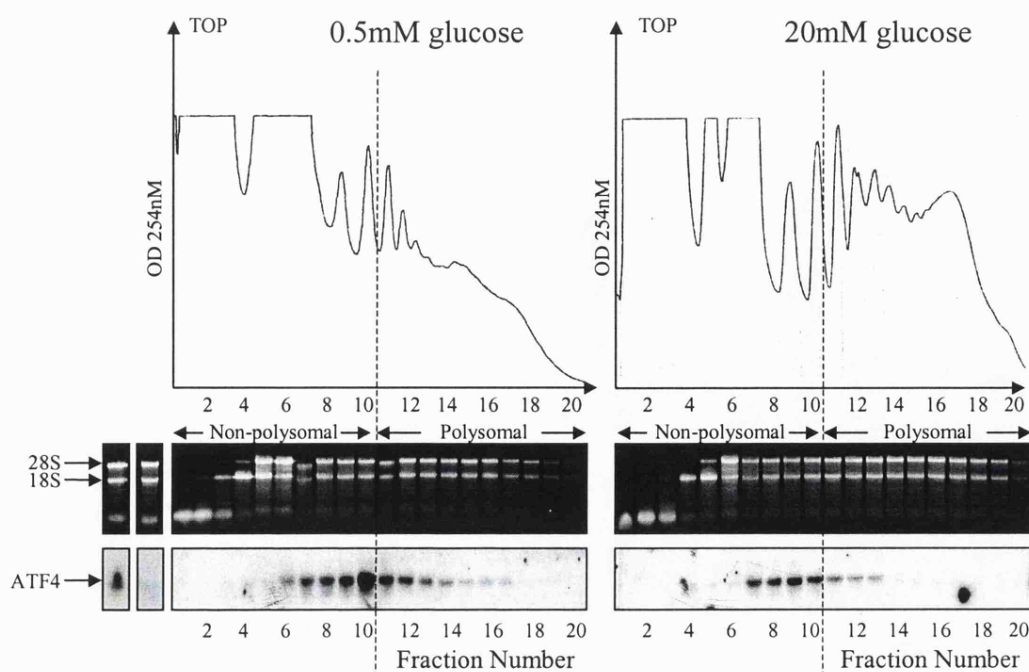 TOP
0.5mM glucose
OD 254nM
2 4 6 8 10 12 14 16 18 20
Non-polysomal
Polysomal
TOP
20mM glucose
OD 254nM
2 4 6 8 10 12 14 16 18 20
Non-polysomal
Polysomal
28S
18S
ATF4
2 4 6 8 10 12 14 16 18 20
2 4 6 8 10 12 14 16 18 20
Fraction Number
Fraction Number